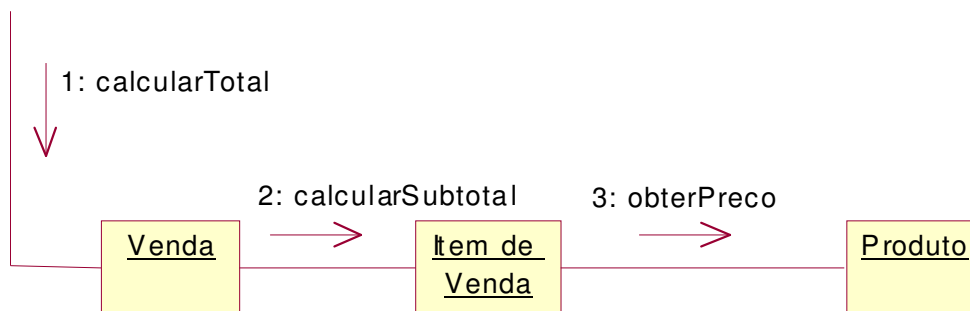 1: calcularTotal
2: calcularSubtotal
3: obterPreco
Venda
Item de
Venda
Produto